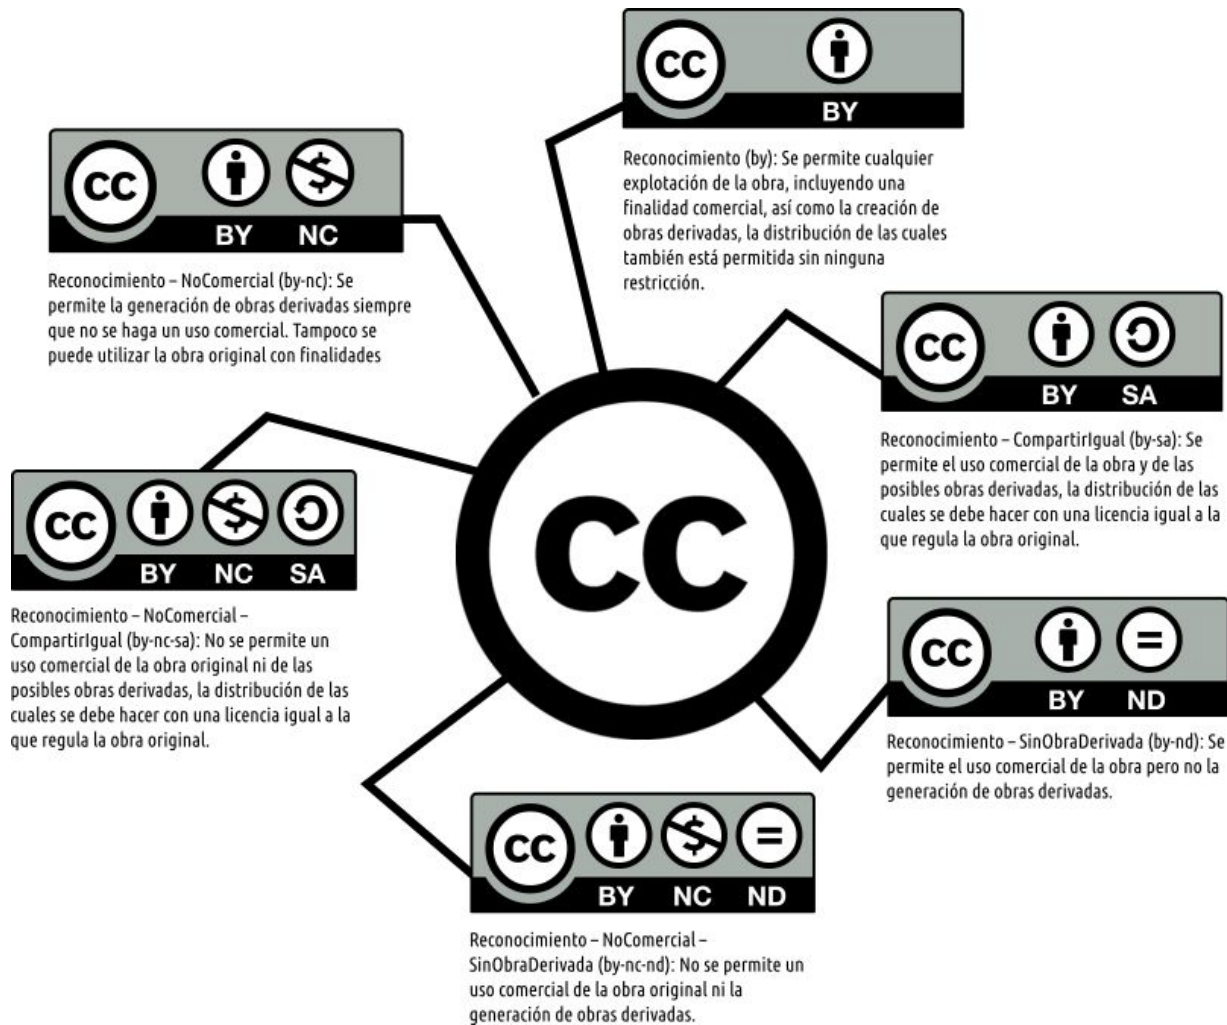 CC
BY
Reconocimiento (by): Se permite cualquier
explotación de la obra, incluyendo una
finalidad comercial, así como la creación de
obras derivadas, la distribución de las cuales
también está permitida sin ninguna
restricción.
CC
BY NC
Reconocimiento – NoComercial (by-nc): Se
permite la generación de obras derivadas siempre
que no se haga un uso comercial. Tampoco se
puede utilizar la obra original con finalidades
CC
BY SA
Reconocimiento – CompartirIgual (by-sa): Se
permite el uso comercial de la obra y de las
posibles obras derivadas, la distribución de las
cuales se debe hacer con una licencia igual a la
que regula la obra original.
CC
CC
BY NC SA
Reconocimiento – NoComercial –
CompartirIgual (by-nc-sa): No se permite un
uso comercial de la obra original ni de las
posibles obras derivadas, la distribución de las
cuales se debe hacer con una licencia igual a la
que regula la obra original.
CC
BY ND
Reconocimiento – SinObraDerivada (by-nd): Se
permite el uso comercial de la obra pero no la
generación de obras derivadas.
CC
BY NC ND
Reconocimiento – NoComercial –
SinObraDerivada (by-nc-nd): No se permite un
uso comercial de la obra original ni la
generación de obras derivadas.